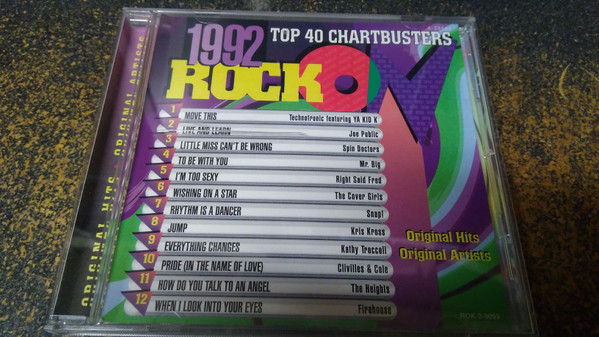 1992 TOP 40 CHARTBUSTERS
ROCK ON
1 MOVE THIS Technotronic featuring YA KID K
2 LIVE AND LEARN Joe Public
3 LITTLE MISS CAN'T BE WRONG Spin Doctors
4 TO BE WITH YOU Mr. Big
5 I'M TOO SEXY Right Said Fred
6 WISHING ON A STAR The Cover Girls
7 RHYTHM IS A DANCER Snap!
8 JUMP Kris Kross
9 EVERYTHING CHANGES Kathy Troccoli
10 PRIDE (IN THE NAME OF LOVE) Clivilles & Cole
11 HOW DO YOU TALK TO AN ANGEL The Heights
12 WHEN I LOOK INTO YOUR EYES Firehouse
Original Hits
Original Artists
ORIGINAL HITS ORIGINAL ARTISTS